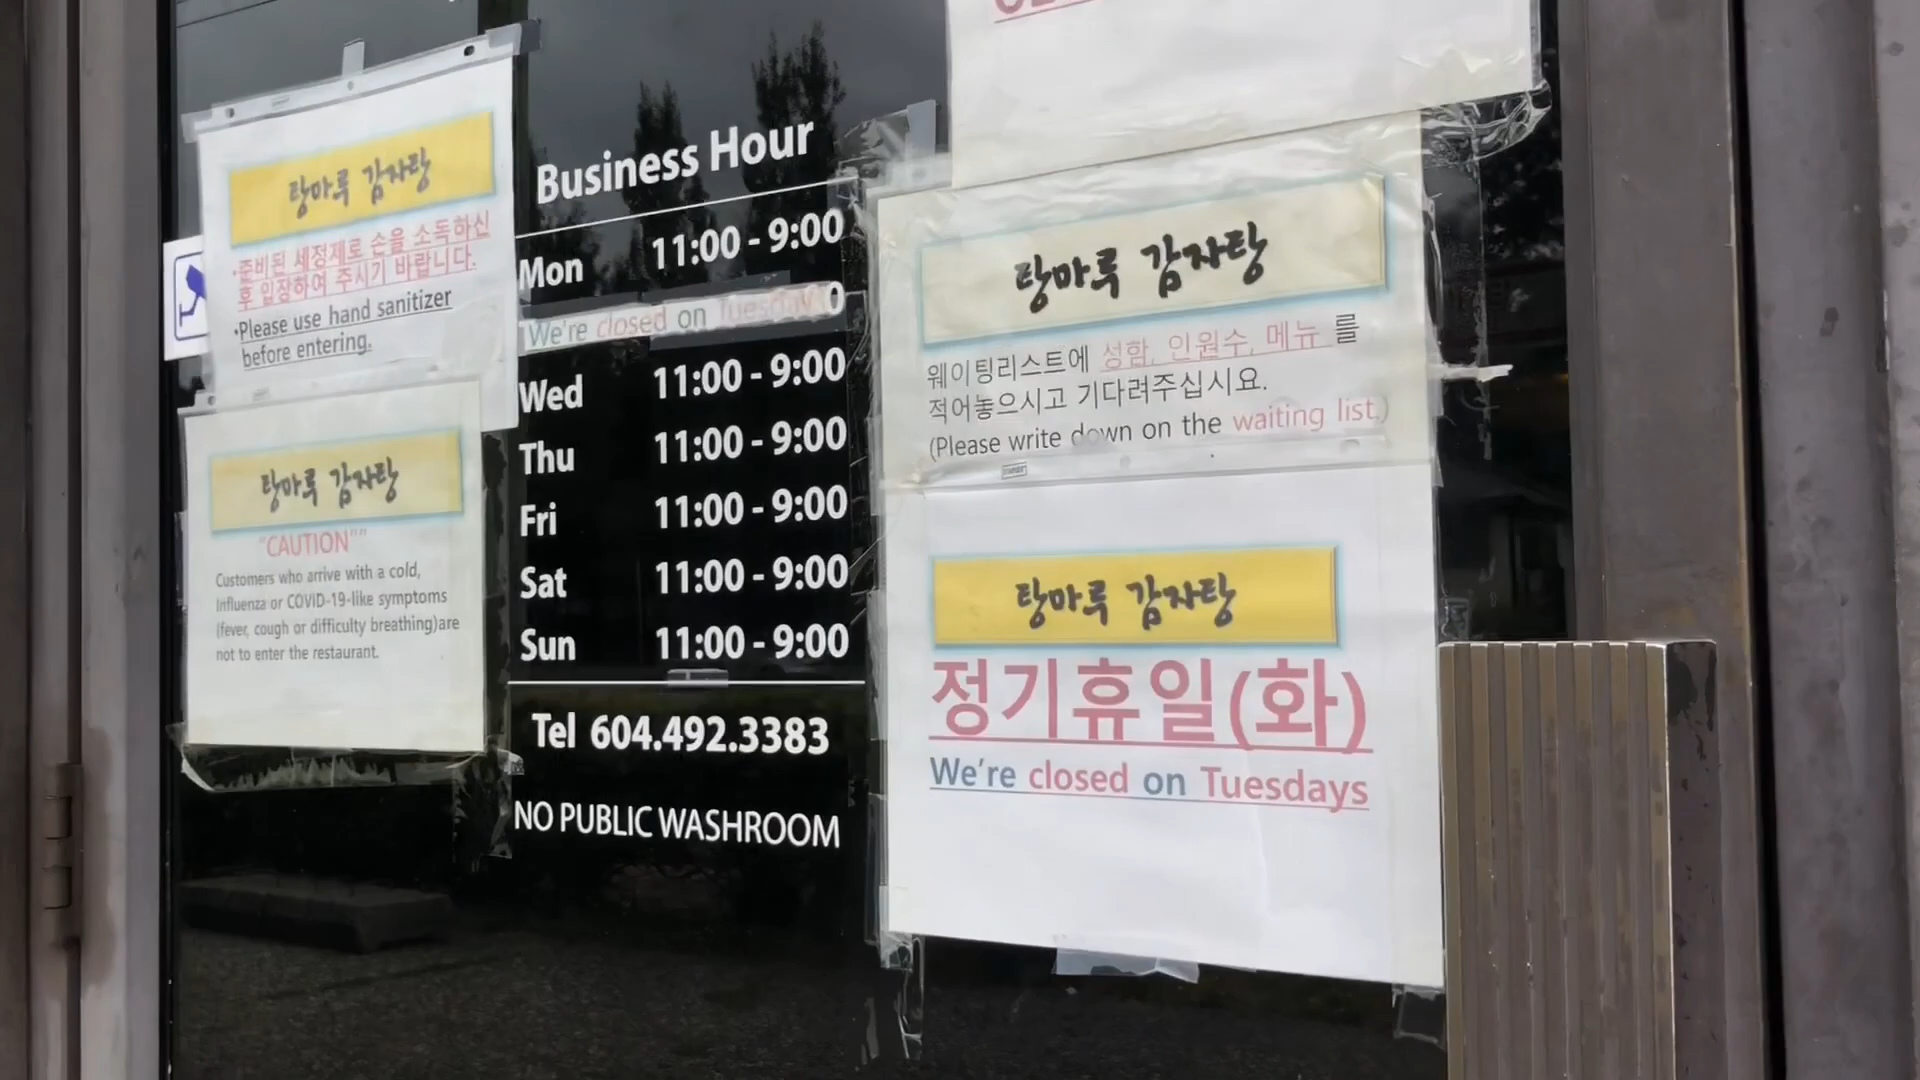 탕마루 감자탕
·준비된 세정제로 손을 소독하신
후 입장하여 주시기 바랍니다.
·Please use hand sanitizer
before entering.
탕마루 감자탕
"CAUTION""
Customers who arrive with a cold,
Influenza or COVID-19-like symptoms
(fever, cough or difficulty breathing)are
not to enter the restaurant.
Business Hour
Mon 11:00 - 9:00
We're closed on Tuesdays 0
Wed 11:00 - 9:00
Thu 11:00 - 9:00
Fri 11:00 - 9:00
Sat 11:00 - 9:00
Sun 11:00 - 9:00
Tel 604.492.3383
NO PUBLIC WASHROOM
탕마루 감자탕
웨이팅리스트에 성함, 인원수, 메뉴 를
적어놓으시고 기다려주십시요.
(Please write down on the waiting list.)
탕마루 감자탕
정기휴일(화)
We're closed on Tuesdays